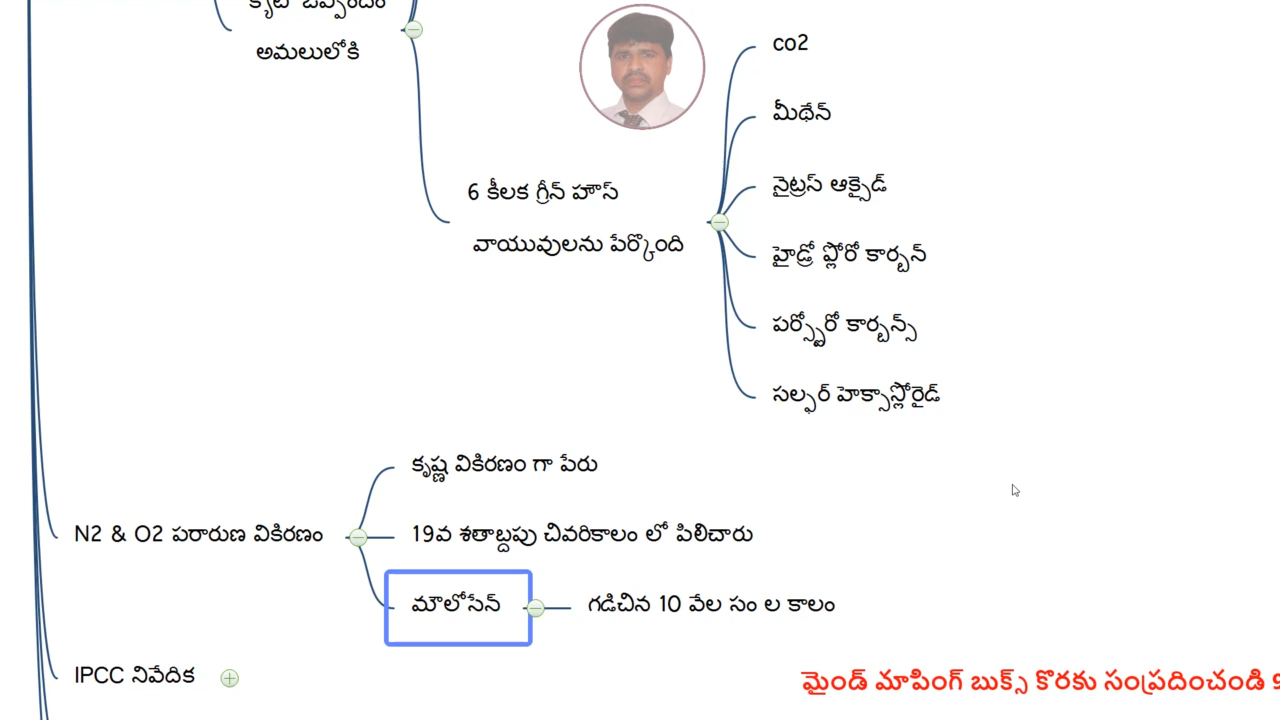 అమలులోకి
6 కీలక గ్రీన్ హౌస్
వాయువులను పేర్కొంది
co2
మీథేన్
నైట్రస్ ఆక్సైడ్
హైడ్రో ఫ్లోరో కార్బన్
పర్స్ఫోరో కార్బన్స్
సల్ఫర్ హెక్సాఫ్లోరైడ్
N2 & O2 పరారుణ వికిరణం
కృష్ణ వికిరణం గా పేరు
19వ శతాబ్దపు చివరికాలం లో పిలిచారు
మౌలోసేన్
గడిచిన 10 వేల సం ల కాలం
IPCC నివేదిక
మైండ్ మాపింగ్ బుక్స్ కొరకు సంప్రదించండి 9